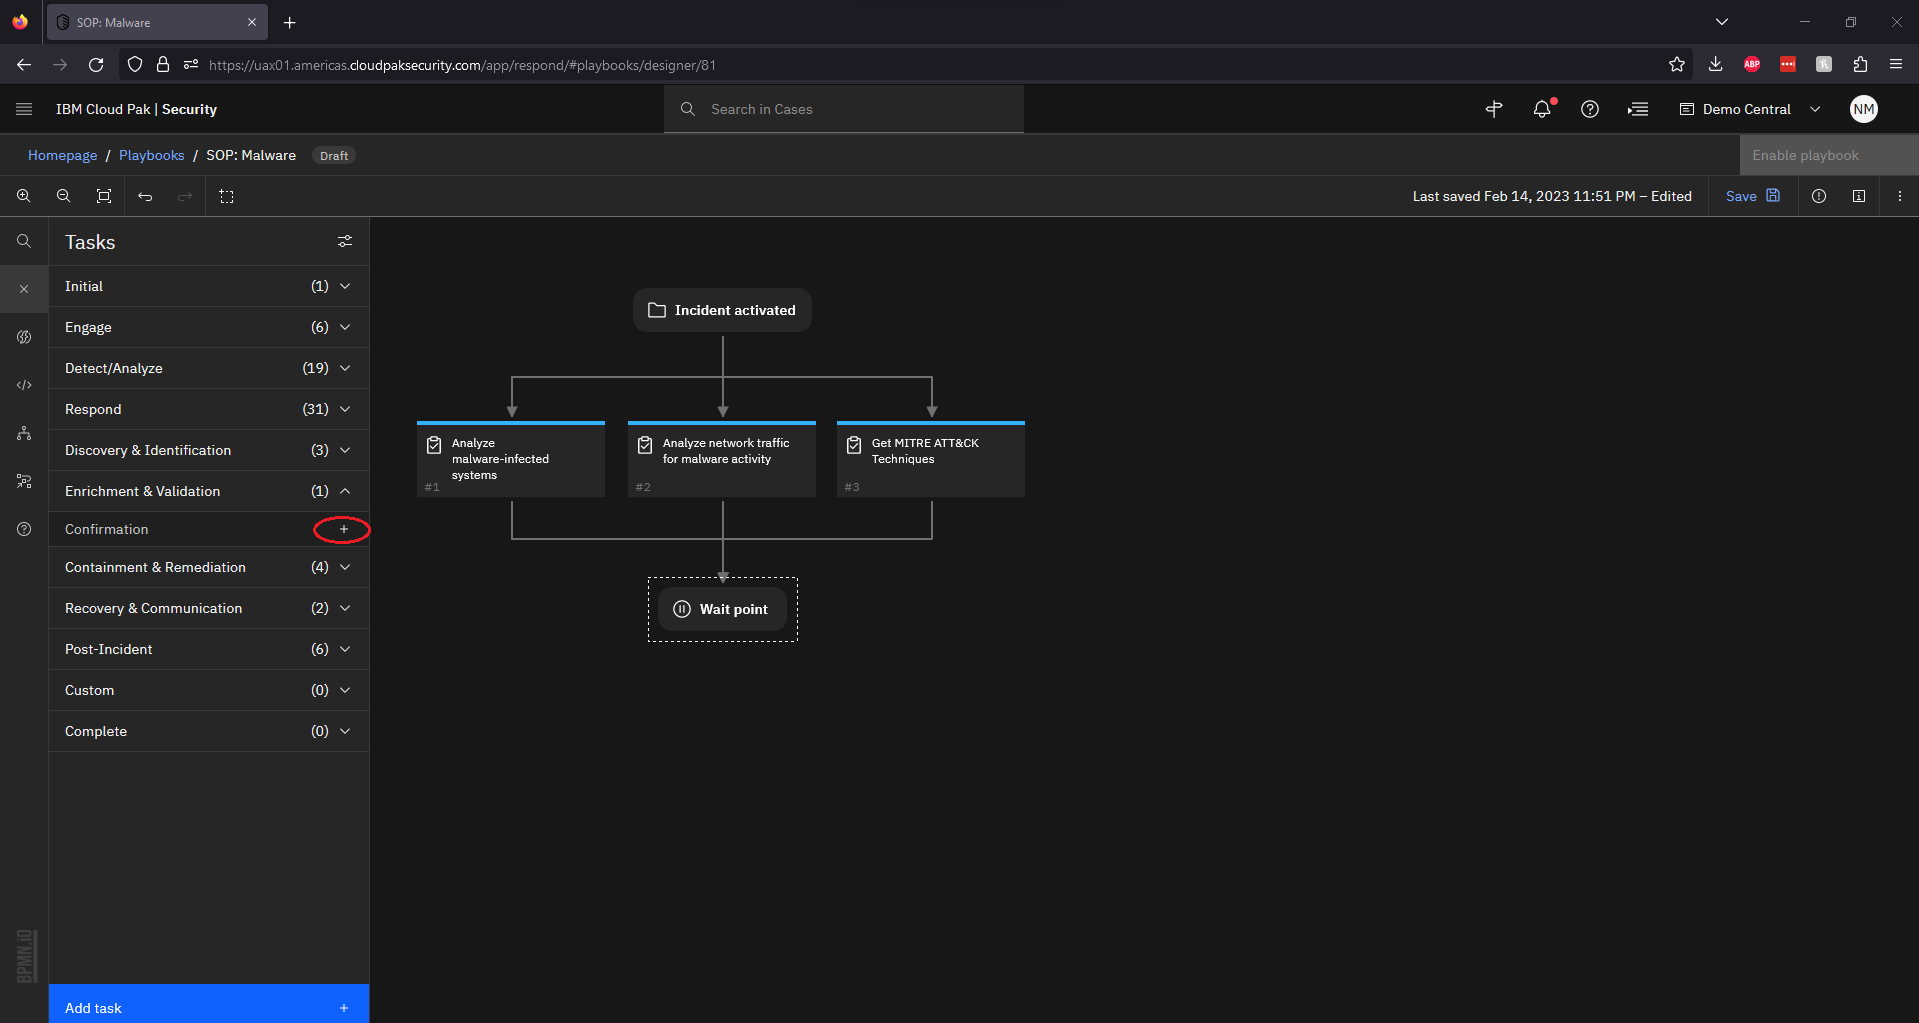 SOP: Malware
https://uax01.americas.cloudpaksecurity.com/app/respond/#playbooks/designer/81
ABP
IBM Cloud Pak | Security
Search in Cases
Demo Central
NM
Homepage / Playbooks / SOP: Malware Draft
Enable playbook
Last saved Feb 14, 2023 11:51 PM – Edited
Save
Tasks
Initial (1)
Engage (6)
Detect/Analyze (19)
Respond (31)
Discovery & Identification (3)
Enrichment & Validation (1)
Confirmation +
Containment & Remediation (4)
Recovery & Communication (2)
Post-Incident (6)
Custom (0)
Complete (0)
Add task +
BPMN.iO
Incident activated
Analyze
malware-infected
systems
#1
Analyze network traffic
for malware activity
#2
Get MITRE ATT&CK
Techniques
#3
Wait point